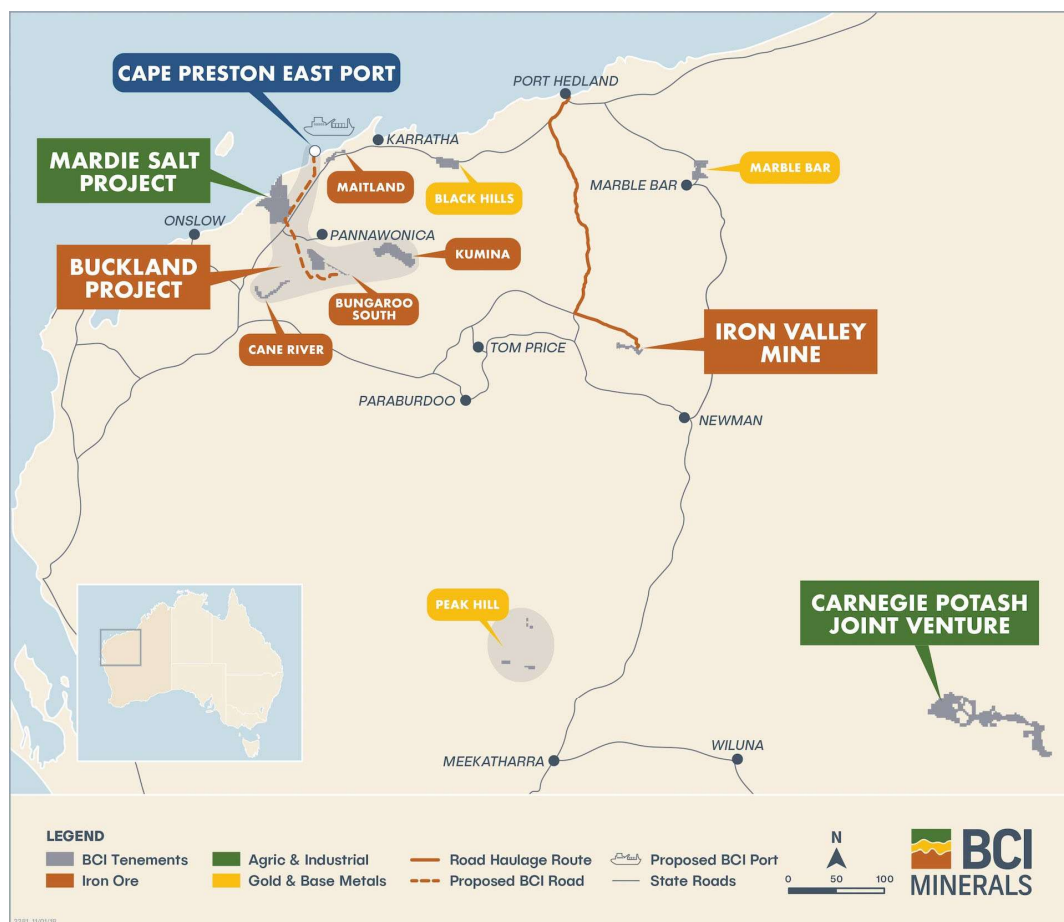 CAPE PRESTON EAST PORT
PORT HEDLAND
KARRATHA
MARDIE SALT
PROJECT
MAITLAND
BLACK HILLS
MARBLE BAR
MARBLE BAR
ONSLOW
PANNAWONICA
BUCKLAND
PROJECT
KUMINA
BUNGAROO
SOUTH
CANE RIVER
IRON VALLEY
MINE
TOM PRICE
PARABURDOO
NEWMAN
PEAK HILL
CARNEGIE POTASH
JOINT VENTURE
MEEKATHARRA
WILUNA
LEGEND
BCI Tenements
Iron Ore
Agric & Industrial
Gold & Base Metals
Road Haulage Route
Proposed BCI Road
Proposed BCI Port
State Roads
N
0 50 100
BCI
MINERALS